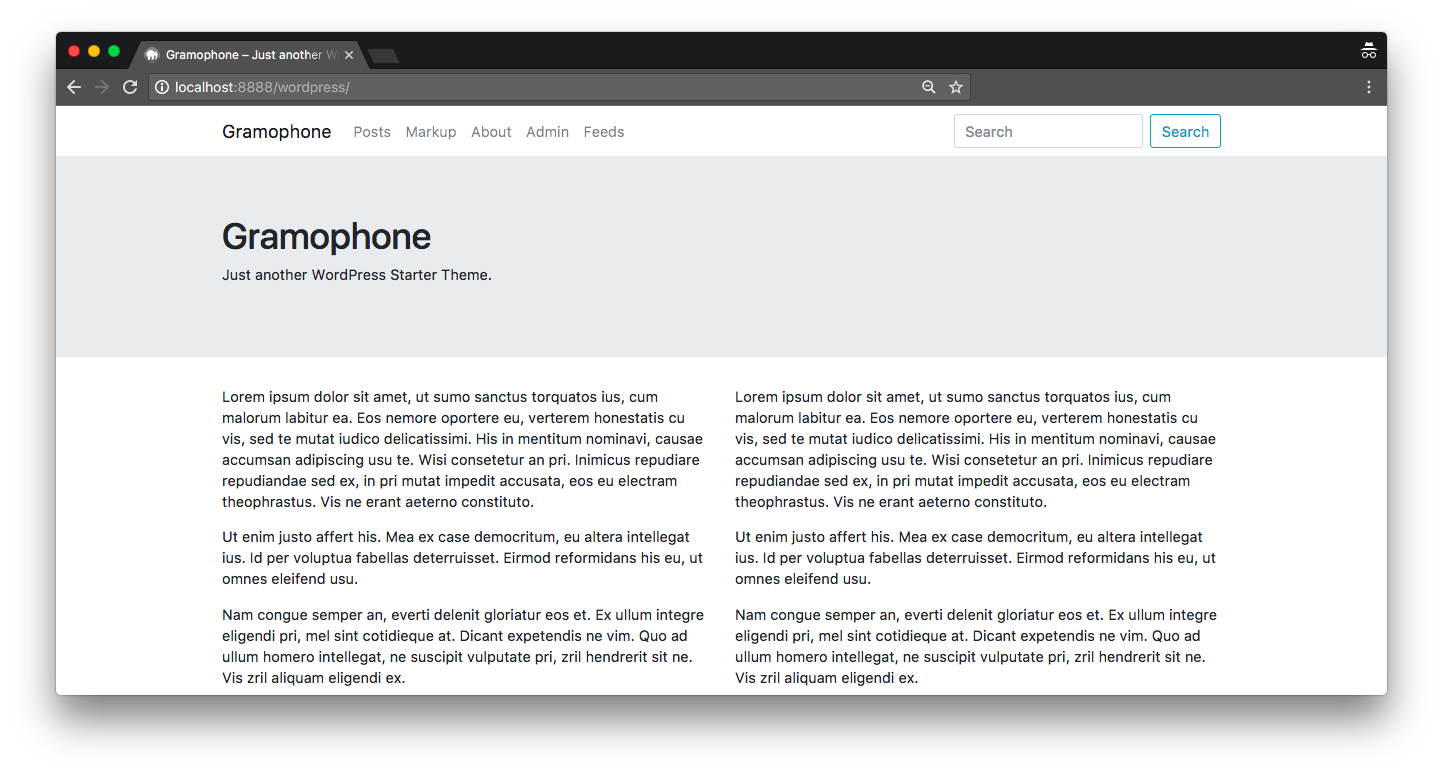 Gramophone – Just another W
localhost:8888/wordpress/
Gramophone Posts Markup About Admin Feeds Search Search
Gramophone
Just another WordPress Starter Theme.
Lorem ipsum dolor sit amet, ut sumo sanctus torquatos ius, cum
malorum labitur ea. Eos nemore oportere eu, verterem honestatis cu
vis, sed te mutat iudico delicatissimi. His in mentitum nominavi, causae
accumsan adipiscing usu te. Wisi consetetur an pri. Inimicus repudiare
repudiandae sed ex, in pri mutat impedit accusata, eos eu electram
theophrastus. Vis ne erant aeterno constituto.
Ut enim justo affert his. Mea ex case democritum, eu altera intellegat
ius. Id per voluptua fabellas deterruisset. Eirmod reformidans his eu, ut
omnes eleifend usu.
Nam congue semper an, everti delenit gloriatur eos et. Ex ullum integre
eligendi pri, mel sint cotidieque at. Dicant expetendis ne vim. Quo ad
ullum homero intellegat, ne suscipit vulputate pri, zril hendrerit sit ne.
Vis zril aliquam eligendi ex.
Lorem ipsum dolor sit amet, ut sumo sanctus torquatos ius, cum
malorum labitur ea. Eos nemore oportere eu, verterem honestatis cu
vis, sed te mutat iudico delicatissimi. His in mentitum nominavi, causae
accumsan adipiscing usu te. Wisi consetetur an pri. Inimicus repudiare
repudiandae sed ex, in pri mutat impedit accusata, eos eu electram
theophrastus. Vis ne erant aeterno constituto.
Ut enim justo affert his. Mea ex case democritum, eu altera intellegat
ius. Id per voluptua fabellas deterruisset. Eirmod reformidans his eu, ut
omnes eleifend usu.
Nam congue semper an, everti delenit gloriatur eos et. Ex ullum integre
eligendi pri, mel sint cotidieque at. Dicant expetendis ne vim. Quo ad
ullum homero intellegat, ne suscipit vulputate pri, zril hendrerit sit ne.
Vis zril aliquam eligendi ex.